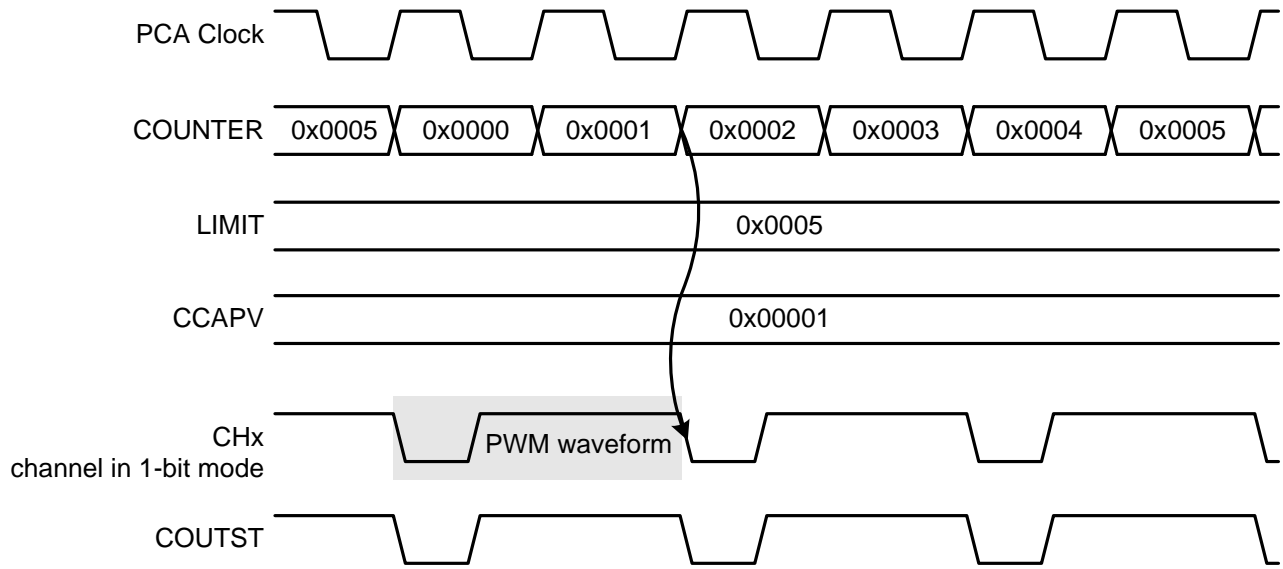 PCA Clock
COUNTER 0x0005 0x0000 0x0001 0x0002 0x0003 0x0004 0x0005
LIMIT 0x0005
CCAPV 0x00001
CHx
channel in 1-bit mode
PWM waveform
COUTST